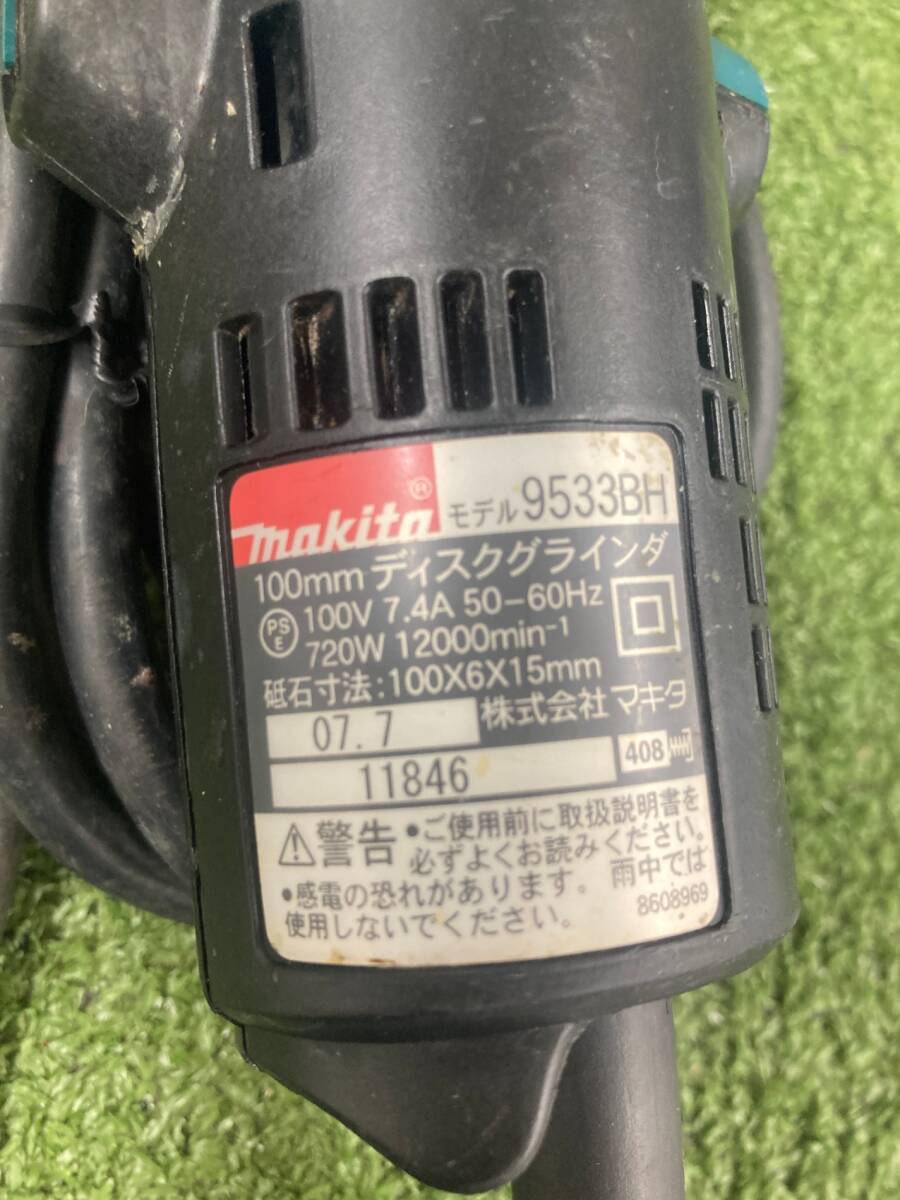 makita® モデル 9533BH
100mm ディスクグラインダ
PS E 100V 7.4A 50-60Hz
720W 12000min-1
砥石寸法:100X6X15mm
07.7 株式会社 マキタ
11846 408
⚠警告 •ご使用前に取扱説明書を
必ずよくお読みください。
•感電の恐れがあります。雨中では
使用しないでください。 8608969